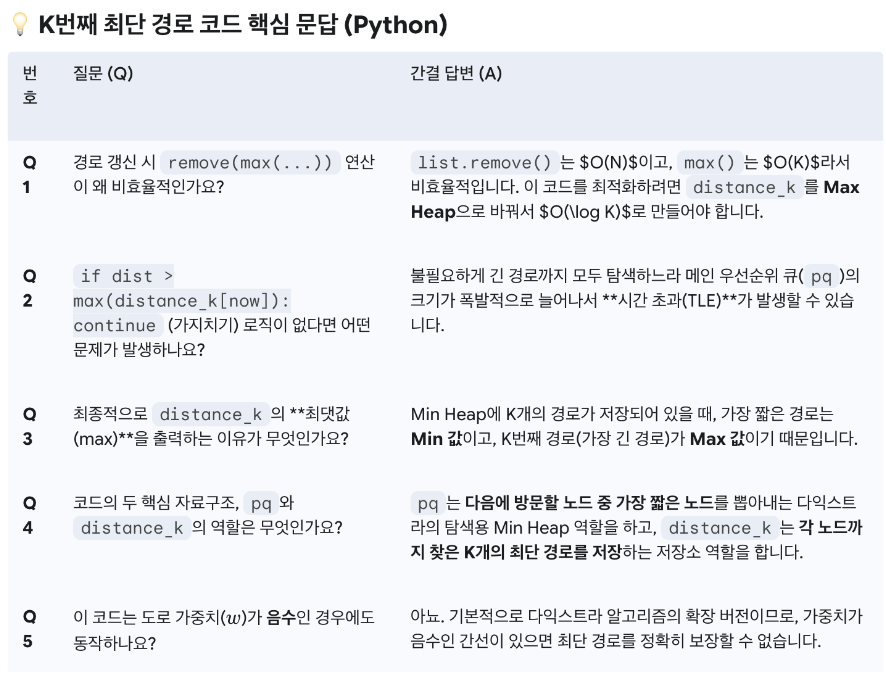 💡 K번째 최단 경로 코드 핵심 문답 (Python)
번
호
질문 (Q)
간결 답변 (A)
Q
1
경로 갱신 시 remove(max(...)) 연산
이 왜 비효율적인가요?
list.remove() 는 $O(N)$이고, max() 는 $O(K)$라서
비효율적입니다. 이 코드를 최적화하려면 distance_k 를 Max
Heap으로 바꿔서 $O(\log K)$로 만들어야 합니다.
Q
2
if dist >
max(distance_k[now]):
continue (가지치기) 로직이 없다면 어떤
문제가 발생하나요?
불필요하게 긴 경로까지 모두 탐색하느라 메인 우선순위 큐( pq )의
크기가 폭발적으로 늘어나서 **시간 초과(TLE)**가 발생할 수 있습
니다.
Q
3
최종적으로 distance_k 의 **최댓값
(max)**을 출력하는 이유가 무엇인가요?
Min Heap에 K개의 경로가 저장되어 있을 때, 가장 짧은 경로는
Min 값이고, K번째 경로(가장 긴 경로)가 Max 값이기 때문입니다.
Q
4
코드의 두 핵심 자료구조, pq 와
distance_k 의 역할은 무엇인가요?
pq 는 다음에 방문할 노드 중 가장 짧은 노드를 뽑아내는 다익스트
라의 탐색용 Min Heap 역할을 하고, distance_k 는 각 노드까
지 찾은 K개의 최단 경로를 저장하는 저장소 역할을 합니다.
Q
5
이 코드는 도로 가중치(w)가 음수인 경우에도
동작하나요?
아뇨. 기본적으로 다익스트라 알고리즘의 확장 버전이므로, 가중치가
음수인 간선이 있으면 최단 경로를 정확히 보장할 수 없습니다.